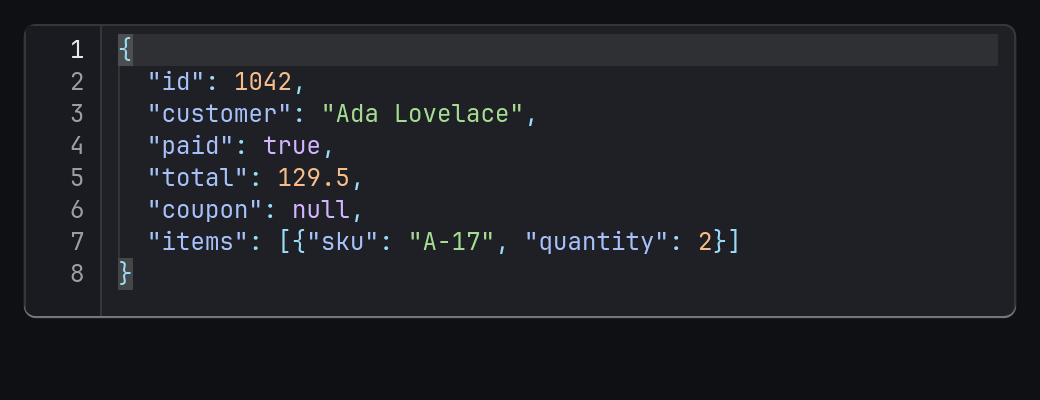 1 {
2   "id": 1042,
3   "customer": "Ada Lovelace",
4   "paid": true,
5   "total": 129.5,
6   "coupon": null,
7   "items": [{"sku": "A-17", "quantity": 2}]
8 }